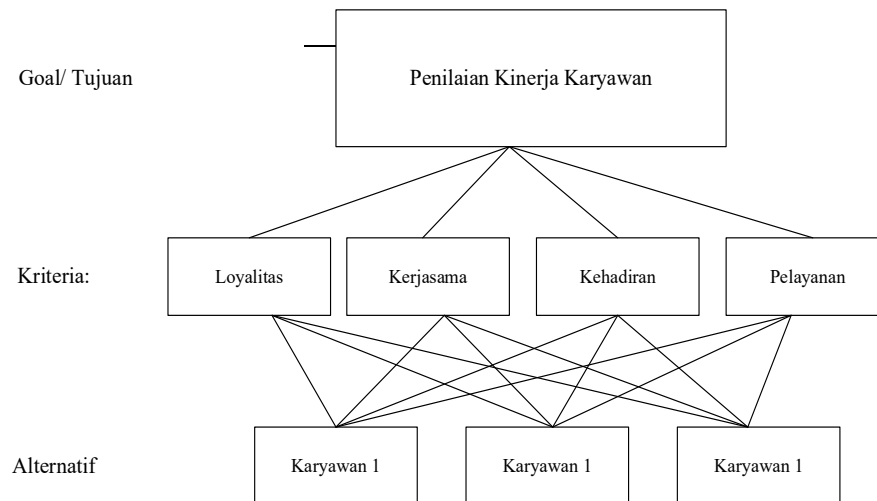 Goal/ Tujuan
Penilaian Kinerja Karyawan
Kriteria:
Loyalitas
Kerjasama
Kehadiran
Pelayanan
Alternatif
Karyawan 1
Karyawan 1
Karyawan 1